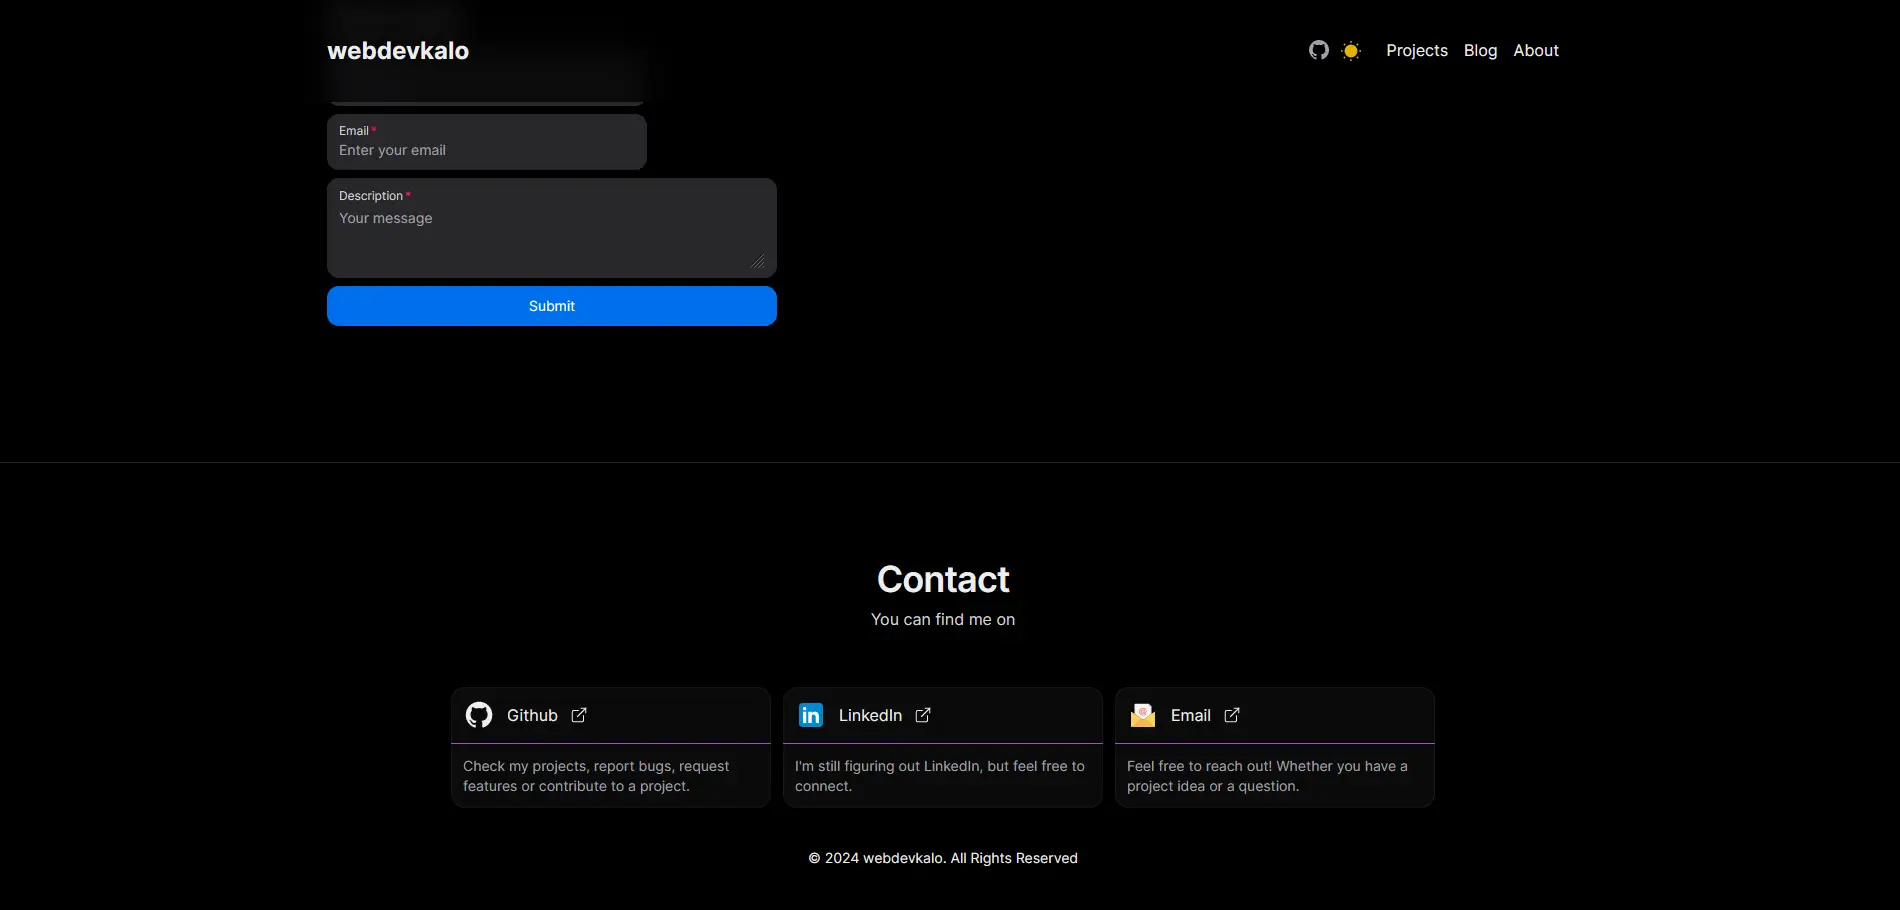 webdevkalo
Projects Blog About
Email*
Enter your email
Description*
Your message
Submit
Contact
You can find me on
Github
Check my projects, report bugs, request
features or contribute to a project.
LinkedIn
I'm still figuring out LinkedIn, but feel free to
connect.
Email
Feel free to reach out! Whether you have a
project idea or a question.
© 2024 webdevkalo. All Rights Reserved